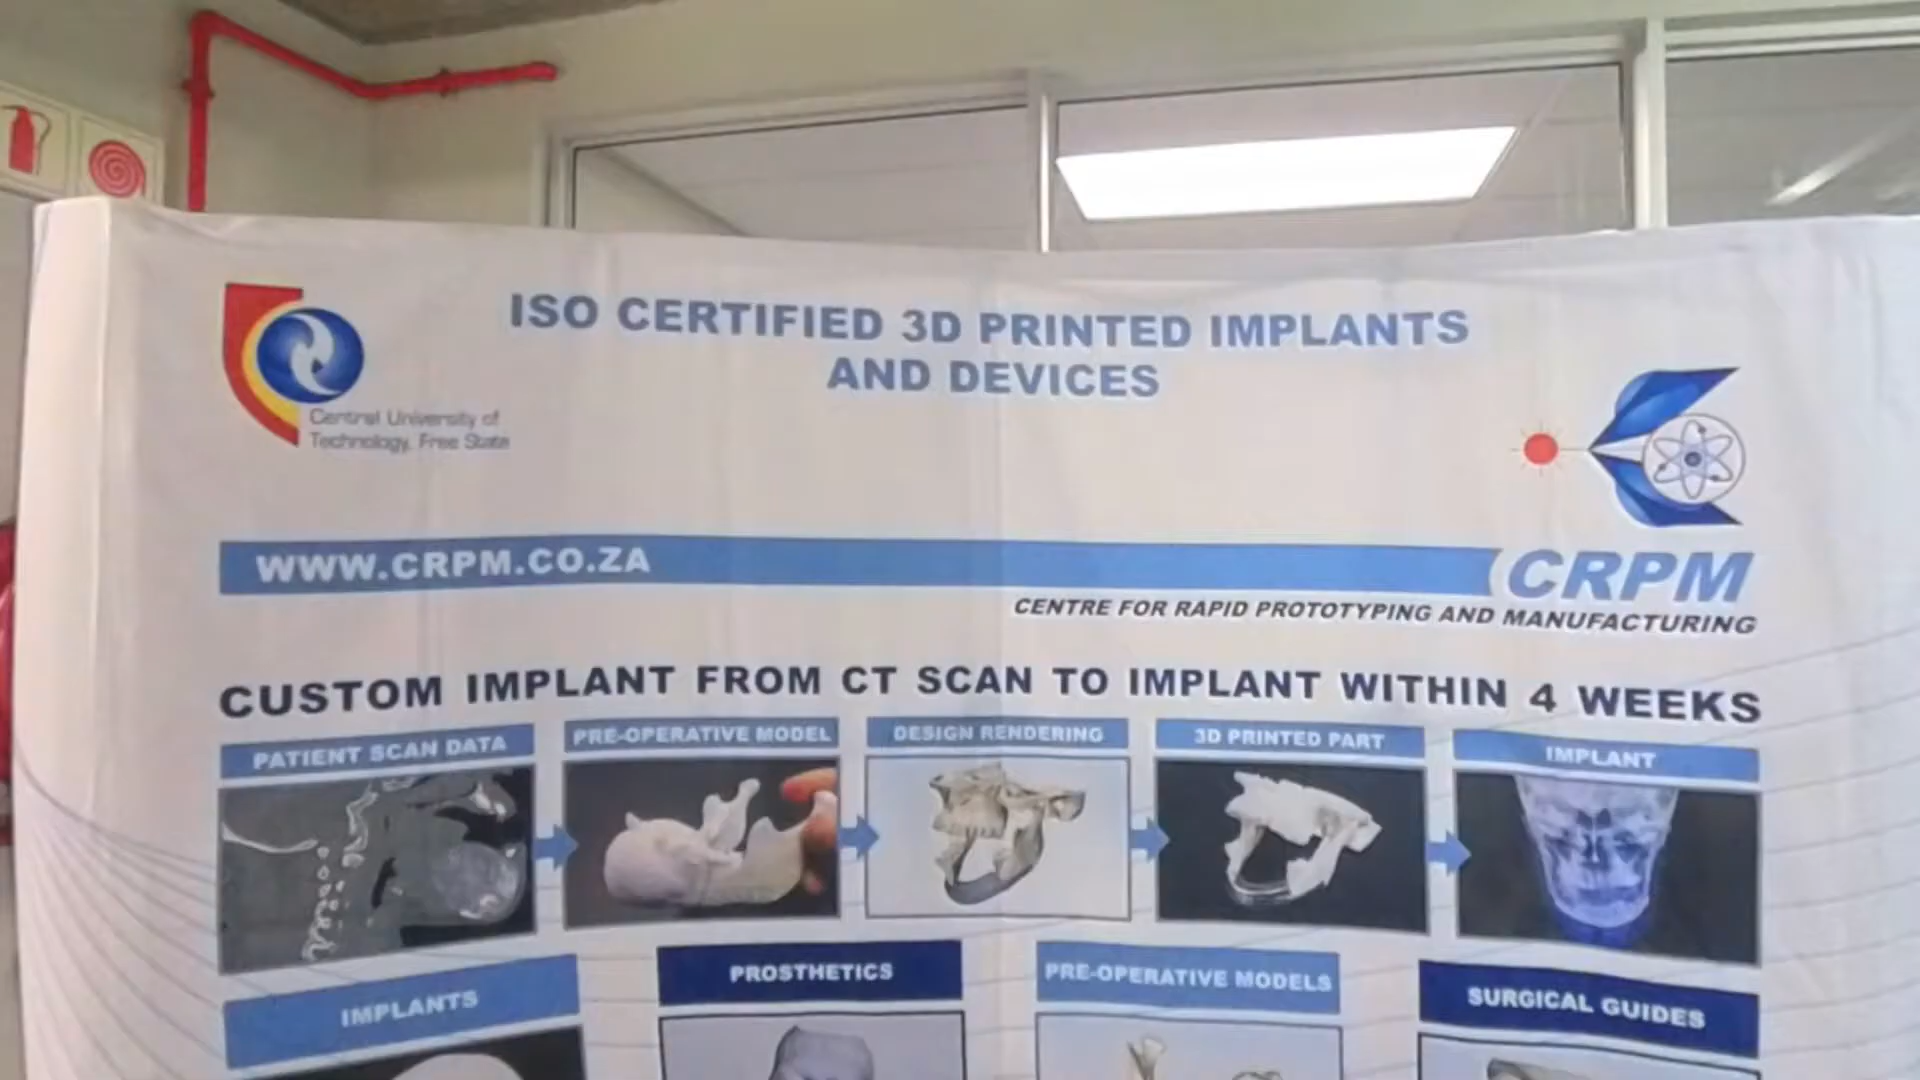 ISO CERTIFIED 3D PRINTED IMPLANTS
AND DEVICES
Central University of
Technology, Free State
WWW.CRPM.CO.ZA
CRPM
CENTRE FOR RAPID PROTOTYPING AND MANUFACTURING
CUSTOM IMPLANT FROM CT SCAN TO IMPLANT WITHIN 4 WEEKS
PATIENT SCAN DATA
PRE-OPERATIVE MODEL
DESIGN RENDERING
3D PRINTED PART
IMPLANT
IMPLANTS
PROSTHETICS
PRE-OPERATIVE MODELS
SURGICAL GUIDES